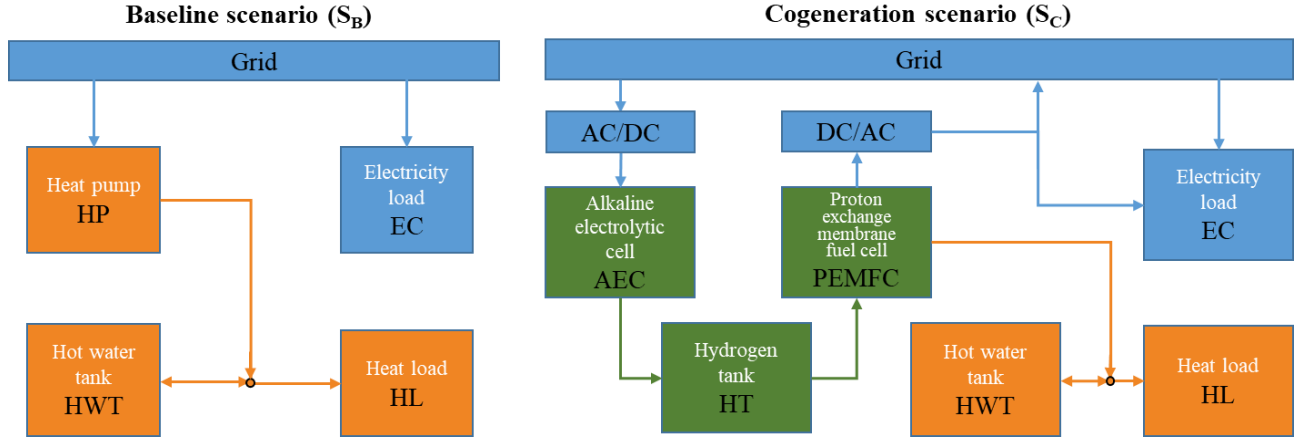 Baseline scenario (SB)
Grid
Heat pump
HP
Electricity
load
EC
Hot water
tank
HWT
Heat load
HL
Cogeneration scenario (SC)
Grid
AC/DC
DC/AC
Alkaline
electrolytic
cell
AEC
Proton
exchange
membrane
fuel cell
PEMFC
Electricity
load
EC
Hydrogen
tank
HT
Hot water
tank
HWT
Heat load
HL